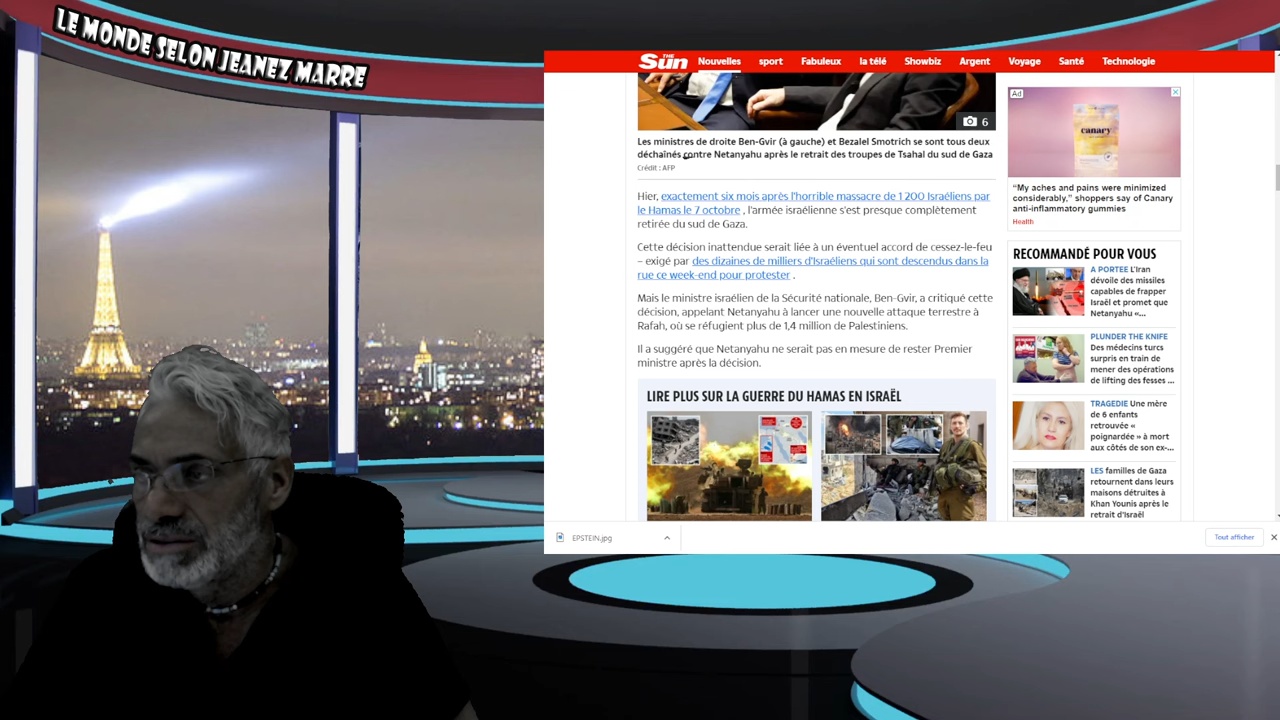 LE MONDE SELON JEANEZ MARRE
THE Sun
Nouvelles sport Fabuleux la télé Showbiz Argent Voyage Santé Technologie
6
Les ministres de droite Ben-Gvir (à gauche) et Bezalel Smotrich se sont tous deux
déchaînés contre Netanyahu après le retrait des troupes de Tsahal du sud de Gaza
Crédit : AFP
Hier, exactement six mois après l'horrible massacre de 1 200 Israéliens par
le Hamas le 7 octobre , l'armée israélienne s'est presque complètement
retirée du sud de Gaza.
Cette décision inattendue serait liée à un éventuel accord de cessez-le-feu
– exigé par des dizaines de milliers d'Israéliens qui sont descendus dans la
rue ce week-end pour protester .
Mais le ministre israélien de la Sécurité nationale, Ben-Gvir, a critiqué cette
décision, appelant Netanyahu à lancer une nouvelle attaque terrestre à
Rafah, où se réfugient plus de 1,4 million de Palestiniens.
Il a suggéré que Netanyahu ne serait pas en mesure de rester Premier
ministre après la décision.
LIRE PLUS SUR LA GUERRE DU HAMAS EN ISRAËL
Ad
canary
“My aches and pains were minimized
considerably,” shoppers say of Canary
anti-inflammatory gummies
Health
RECOMMANDÉ POUR VOUS
A PORTEE L'Iran
dévoile des missiles
capables de frapper
Israël et promet que
Netanyahu «...
PLUNDER THE KNIFE
Des médecins turcs
surpris en train de
mener des opérations
de lifting des fesses ...
TRAGEDIE Une mère
de 6 enfants
retrouvée «
poignardée » à mort
aux côtés de son ex-...
LES familles de Gaza
retournent dans leurs
maisons détruites à
Khan Younis après le
retrait d'Israël
EPSTEIN.jpg
Tout afficher